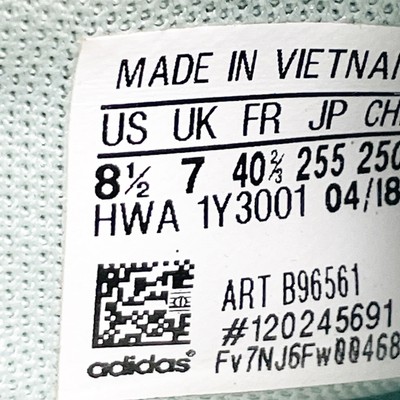 MADE IN VIETNA
US UK FR JP CH
8½ 7 40⅔ 255 250
HWA 1Y3001 04/18
ART B96561
#120245691
adidas® Fv7NJ6Fw00468